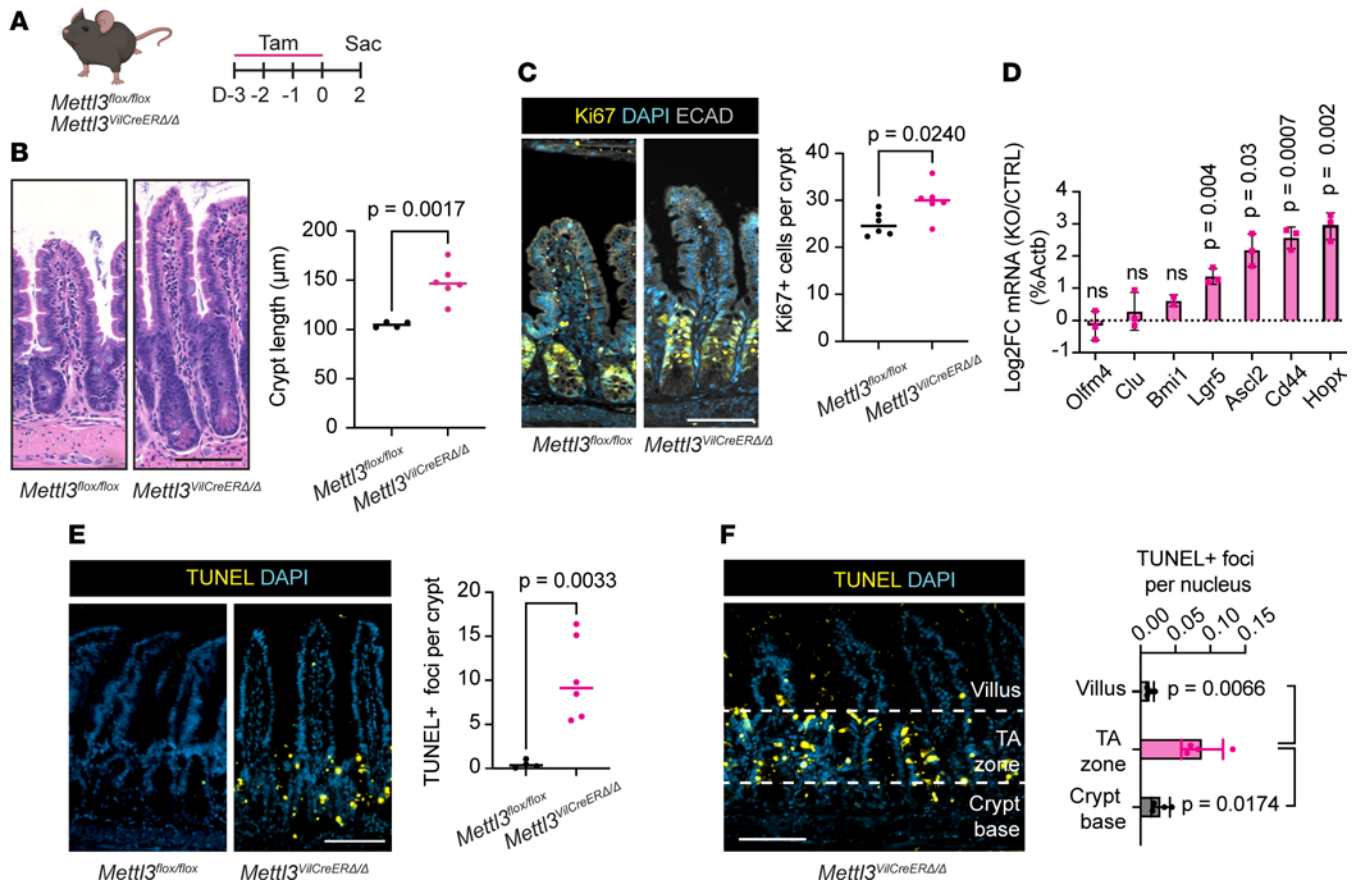 A
Tam
Sac
D-3 -2 -1 0 2
Mettl3flox/flox
Mettl3VilCreERΔ/Δ
B
Mettl3flox/flox
Mettl3VilCreERΔ/Δ
Crypt length (µm)
200
150
100
50
0
p = 0.0017
Mettl3flox/flox
Mettl3VilCreERΔ/Δ
C
Ki67 DAPI ECAD
Mettl3flox/flox
Mettl3VilCreERΔ/Δ
Ki67+ cells per crypt
40
30
20
10
0
p = 0.0240
Mettl3flox/flox
Mettl3VilCreERΔ/Δ
D
Log2FC mRNA (KO/CTRL)
(%Actb)
4
3
2
1
0
-1
ns
ns
ns
p = 0.004
p = 0.03
p = 0.0007
p = 0.002
Olfm4
Clu
Bmi1
Lgr5
Ascl2
Cd44
Hopx
E
TUNEL DAPI
Mettl3flox/flox
Mettl3VilCreERΔ/Δ
TUNEL+ foci per crypt
20
15
10
5
0
p = 0.0033
Mettl3flox/flox
Mettl3VilCreERΔ/Δ
F
TUNEL DAPI
Villus
TA
zone
Crypt
base
Mettl3VilCreERΔ/Δ
TUNEL+ foci
per nucleus
0.00 0.05 0.10 0.15
Villus
p = 0.0066
TA
zone
Crypt
base
p = 0.0174